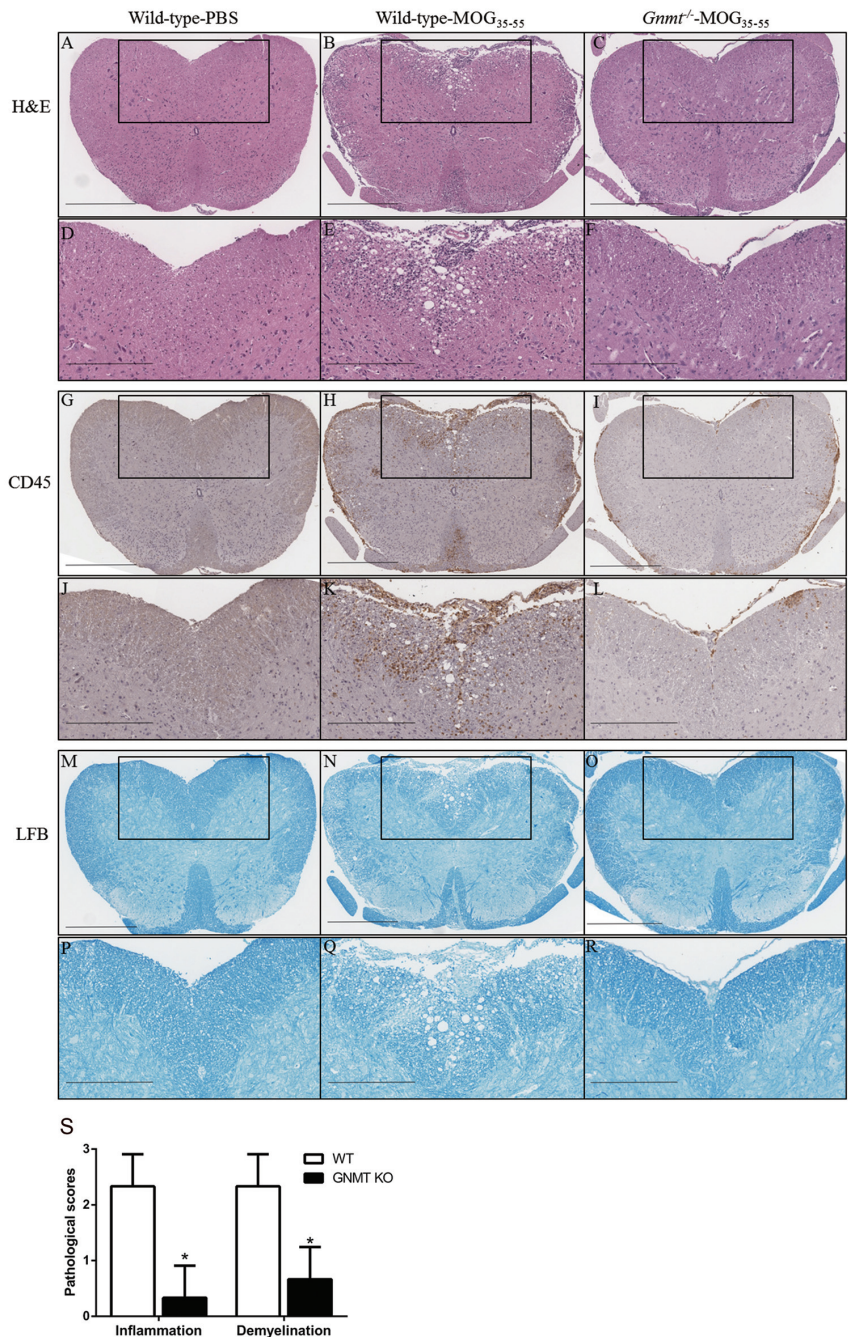 Wild-type-PBS Wild-type-MOG35-55 Gnmt-/--MOG35-55
A B C
H&E
D E F
G H I
CD45
J K L
M N O
LFB
P Q R
S
3
WT
GNMT KO
2
Pathological scores
1
* *
0
Inflammation Demyelination